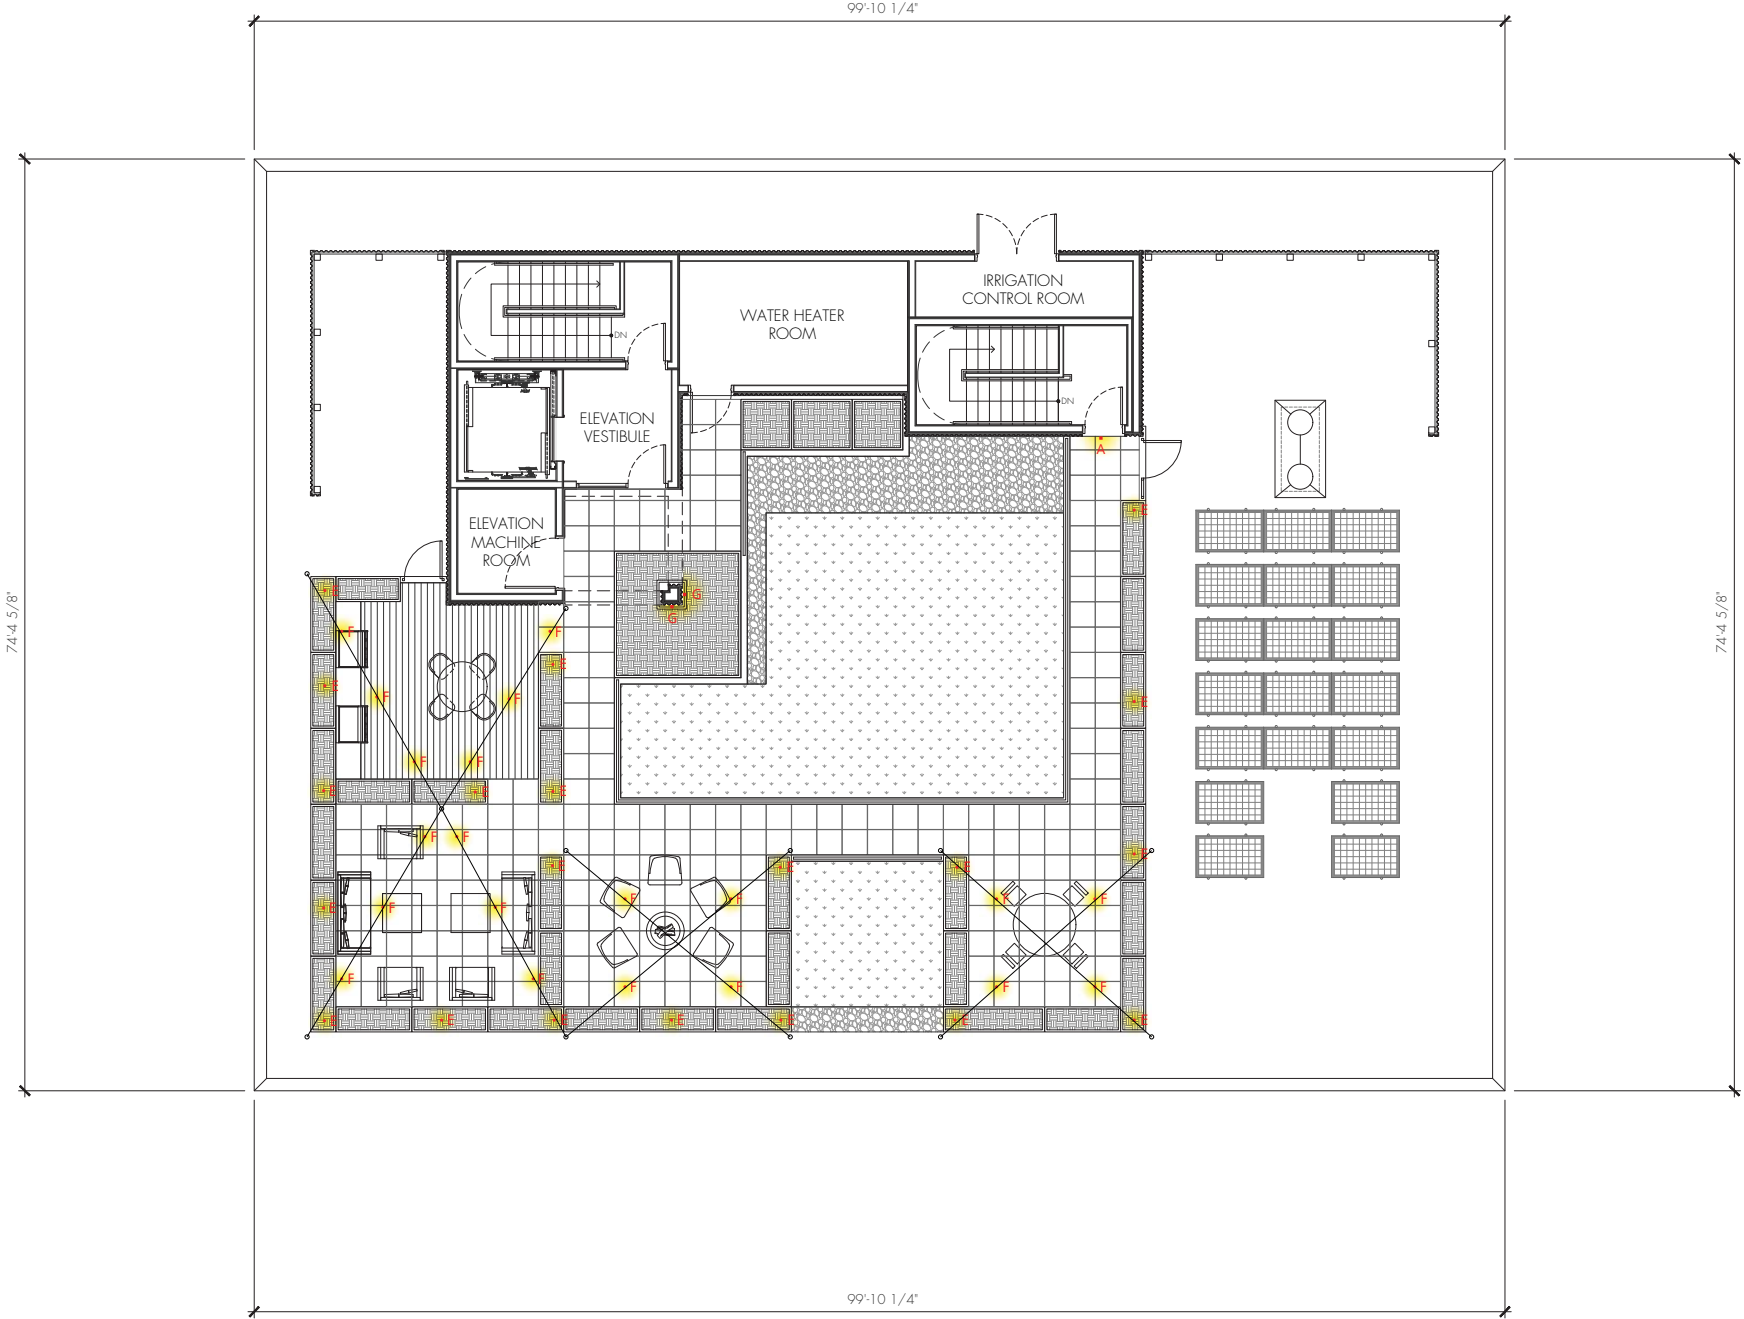 99'-10 1/4"
IRRIGATION
CONTROL ROOM
WATER HEATER
ROOM
DN
DN
ELEVATION
VESTIBULE
A
E
ELEVATION
MACHINE
ROOM
74'-4 5/8"
74'-4 5/8"
G
G
F
F
E
E
F
F
E
F
F
E
E
E
F
F
E
E
E
F
F
F
F
E
F
F
F
F
F
F
F
F
E
E
E
E
E
E
E
99'-10 1/4"